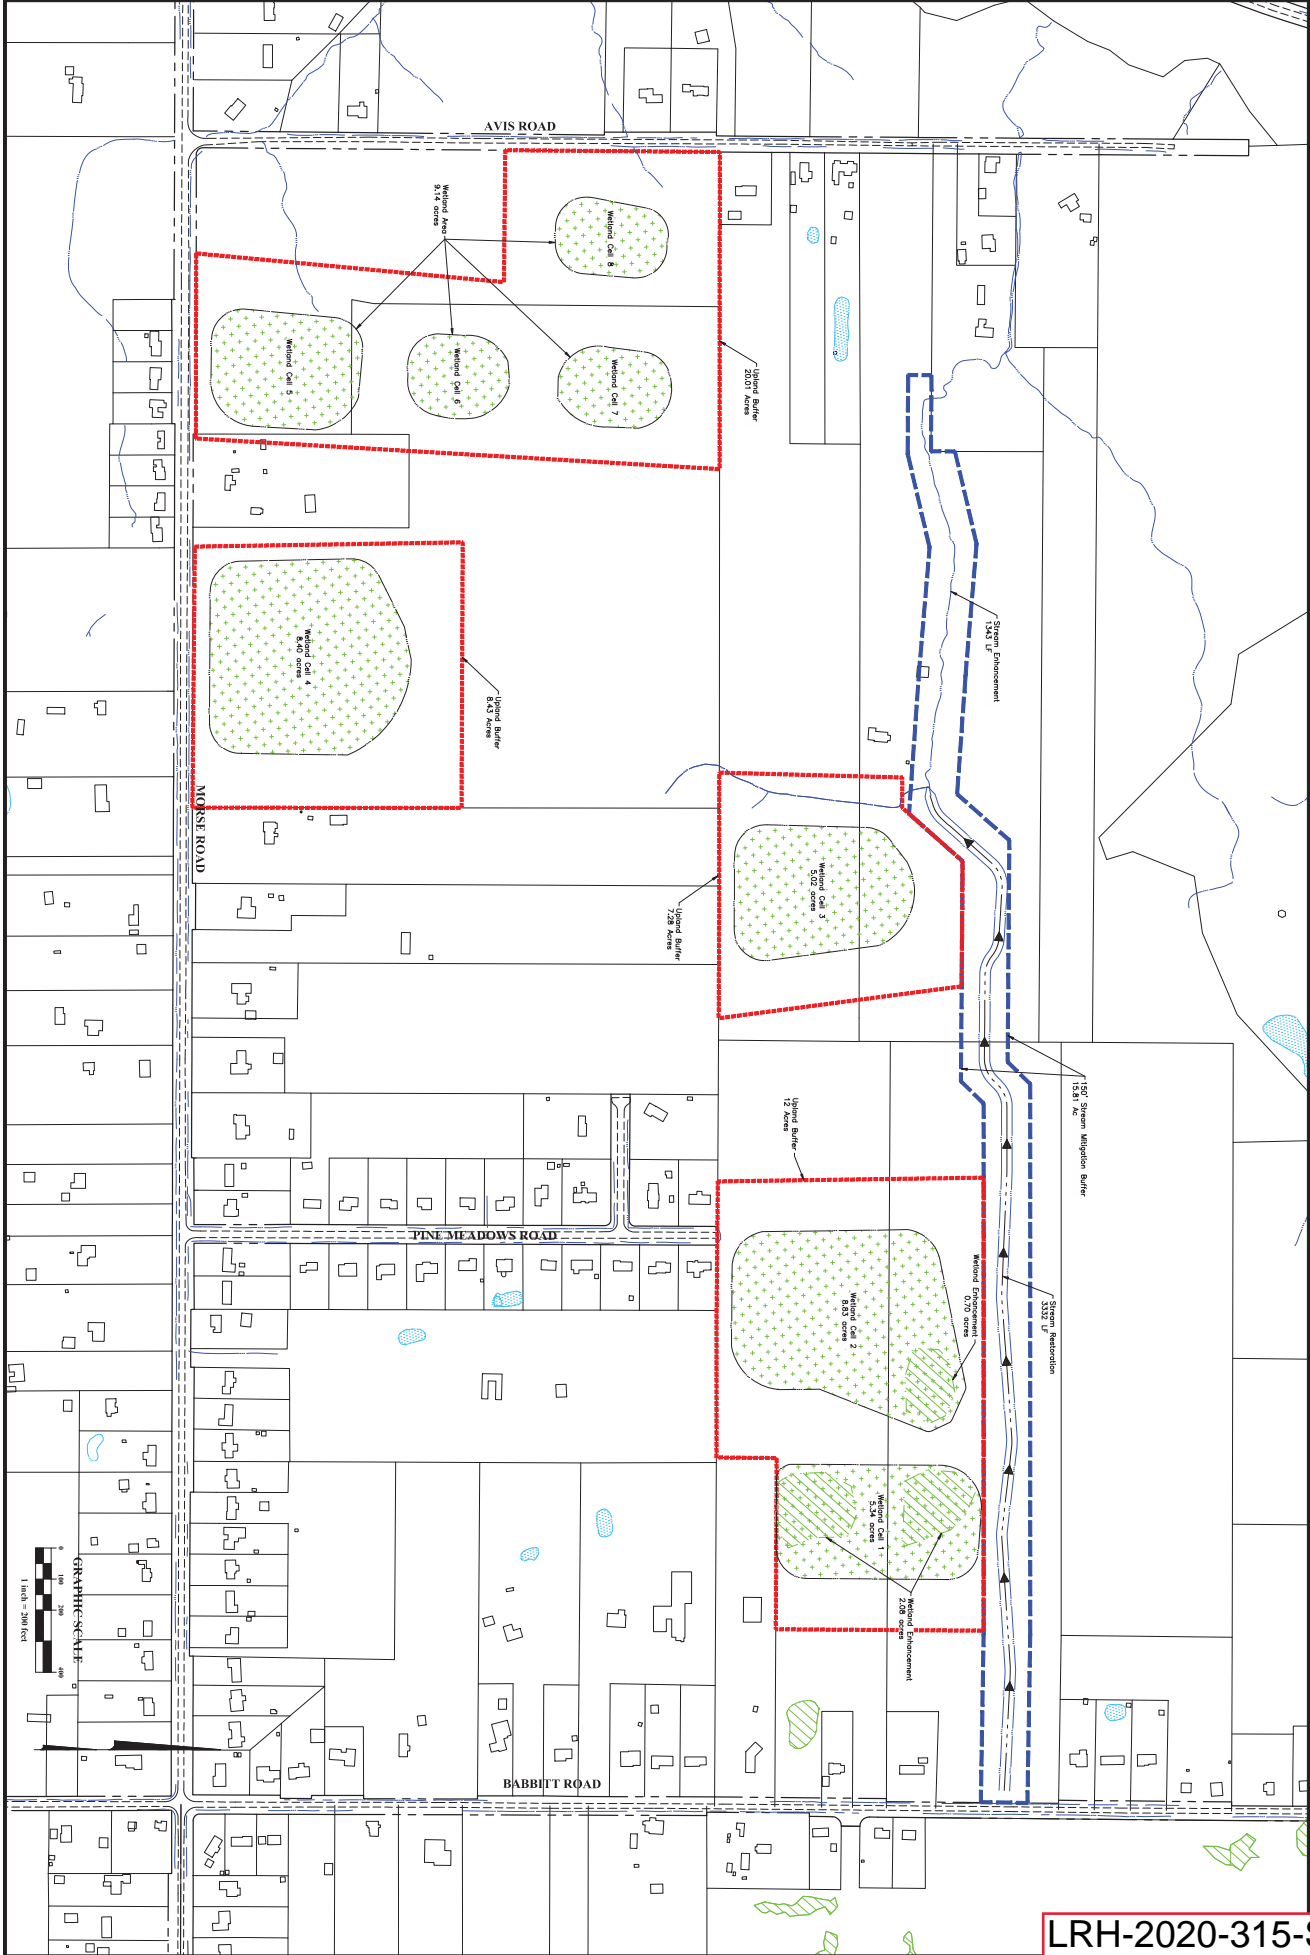 AVIS ROAD
Wetland Area
9.14 acres
Wetland Cell 8
Wetland Cell 5
Wetland Cell 6
Wetland Cell 7
Upland Buffer
20.01 Acres
Stream Enhancement
1343 LF
Wetland Cell 4
8.40 acres
Upland Buffer
8.43 Acres
MORSE ROAD
Wetland Cell 3
5.02 acres
Upland Buffer
7.28 Acres
150' Stream Mitigation Buffer
15.81 Ac
Upland Buffer
12 Acres
PINE MEADOWS ROAD
Wetland Enhancement
0.70 acres
Stream Restoration
3332 LF
Wetland Cell 2
8.83 acres
Wetland Cell 1
5.34 acres
Wetland Enhancement
2.08 acres
GRAPHIC SCALE
0 100 200 400
1 inch = 200 feet
BABBITT ROAD
LRH-2020-315-S